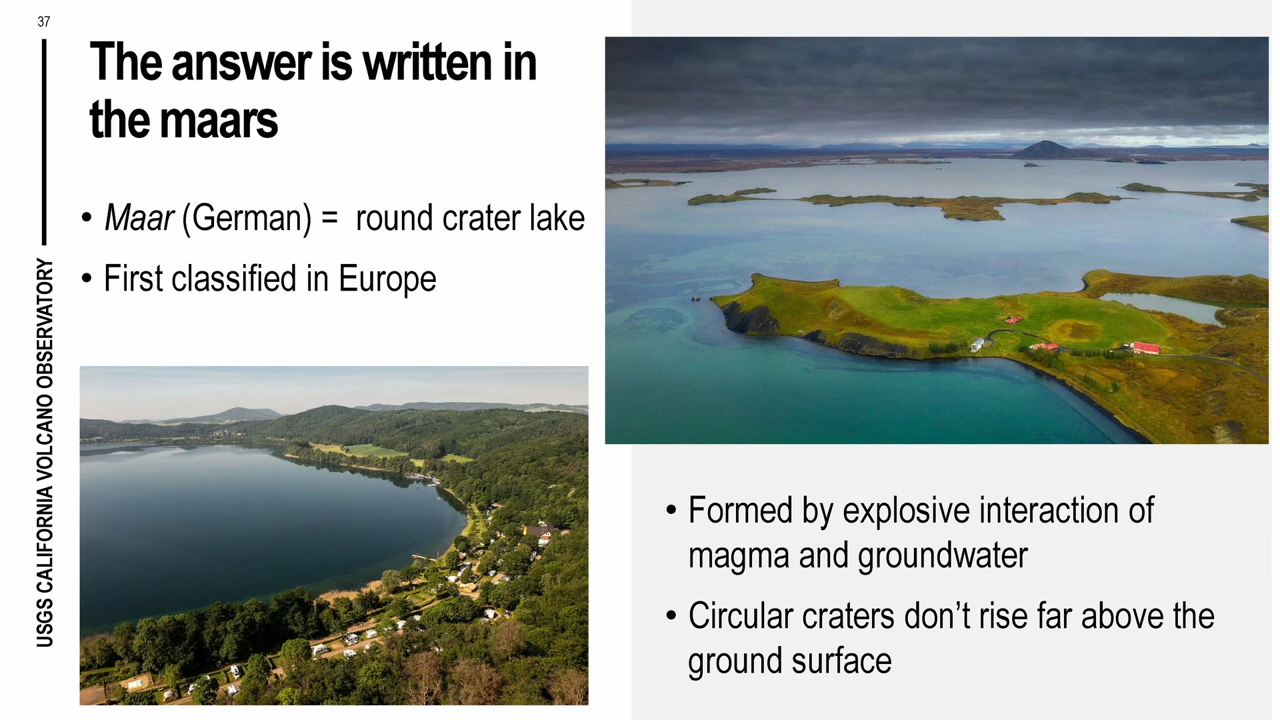 37
The answer is written in
the maars
• Maar (German) =  round crater lake
• First classified in Europe
USGS CALIFORNIA VOLCANO OBSERVATORY
• Formed by explosive interaction of
magma and groundwater
• Circular craters don’t rise far above the
ground surface